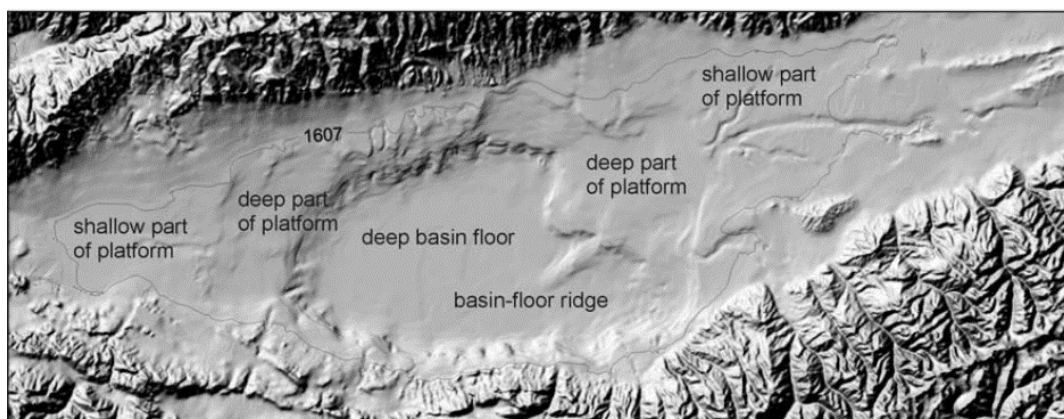 shallow part
of platform
1607
deep part
of platform
deep part
of platform
shallow part
of platform
deep basin floor
basin-floor ridge